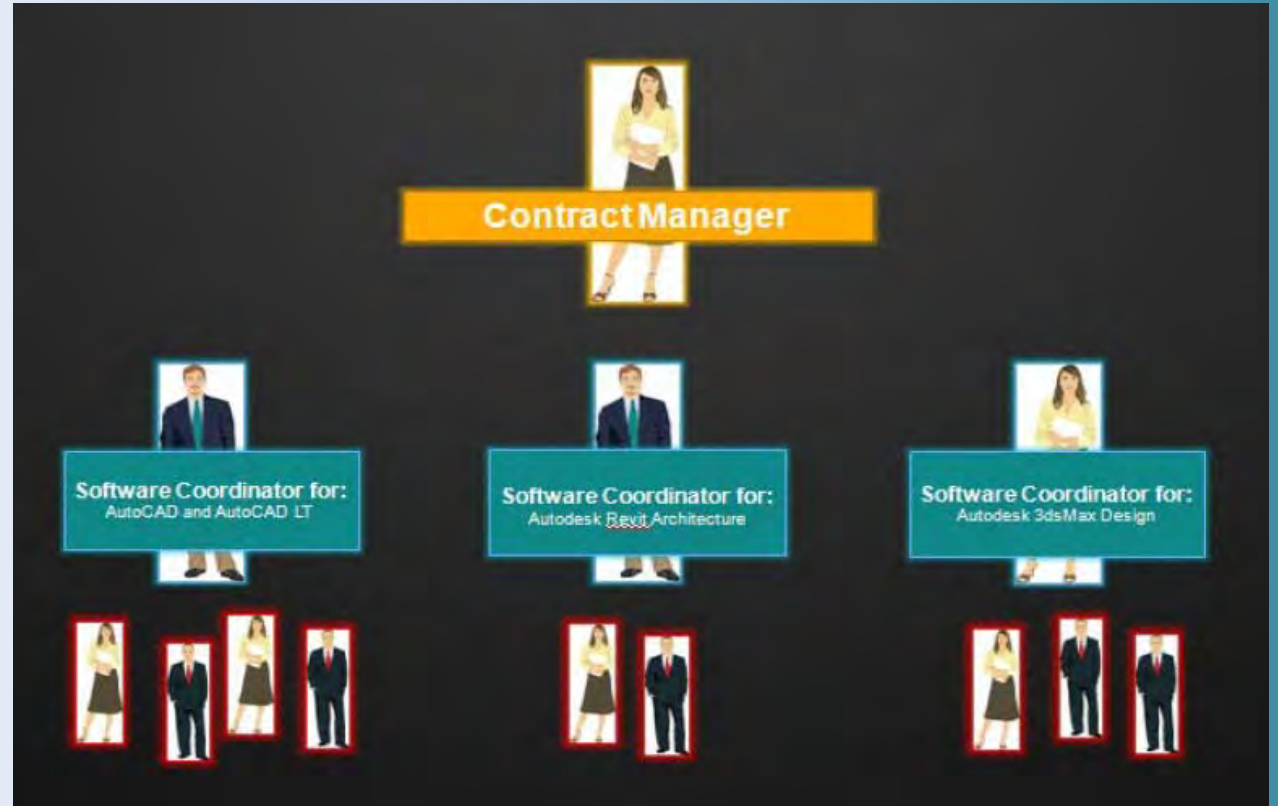 Contract Manager
Software Coordinator for:
AutoCAD and AutoCAD LT
Software Coordinator for:
Autodesk Revit Architecture
Software Coordinator for:
Autodesk 3dsMax Design